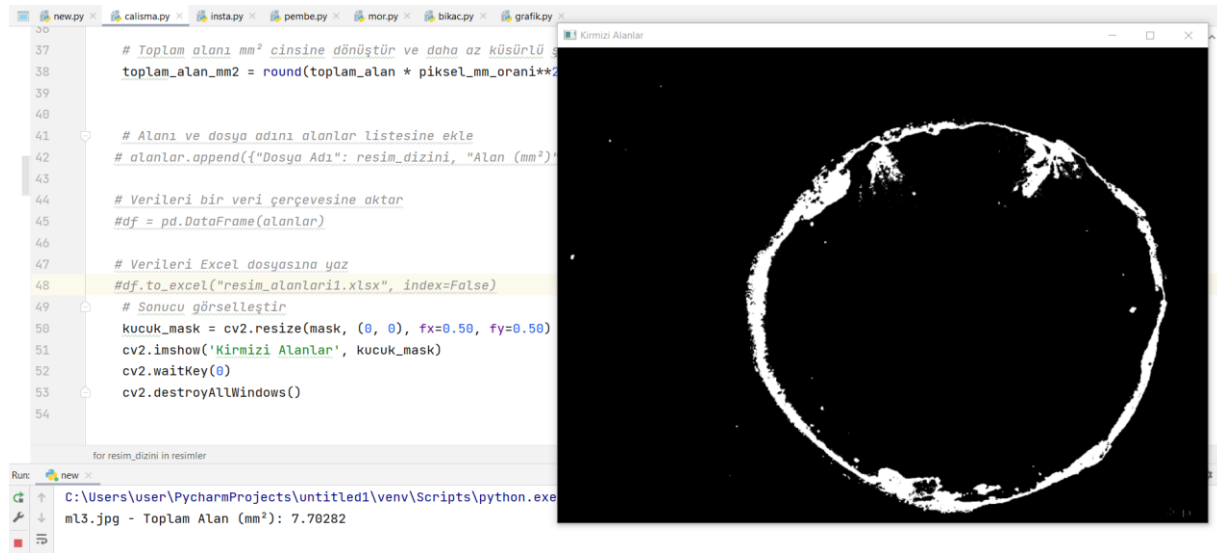 new.py calisma.py insta.py pembe.py mor.py bikac.py grafik.py
Kirmizi Alanlar
36
37 # Toplam alanı mm² cinsine dönüştür ve daha az küsürlü ş
38 toplam_alan_mm2 = round(toplam_alan * piksel_mm_orani**2
39
40
41 # Alanı ve dosya adını alanlar listesine ekle
42 # alanlar.append({"Dosya Adı": resim_dizini, "Alan (mm²)"
43
44 # Verileri bir veri çerçevesine aktar
45 #df = pd.DataFrame(alanlar)
46
47 # Verileri Excel dosyasına yaz
48 #df.to_excel("resim_alanlari1.xlsx", index=False)
49 # Sonucu görselleştir
50 kucuk_mask = cv2.resize(mask, (0, 0), fx=0.50, fy=0.50)
51 cv2.imshow('Kirmizi Alanlar', kucuk_mask)
52 cv2.waitKey(0)
53 cv2.destroyAllWindows()
54
for resim_dizini in resimler
Run: new
C:\Users\user\PycharmProjects\untitled1\venv\Scripts\python.exe
ml3.jpg - Toplam Alan (mm²): 7.70282